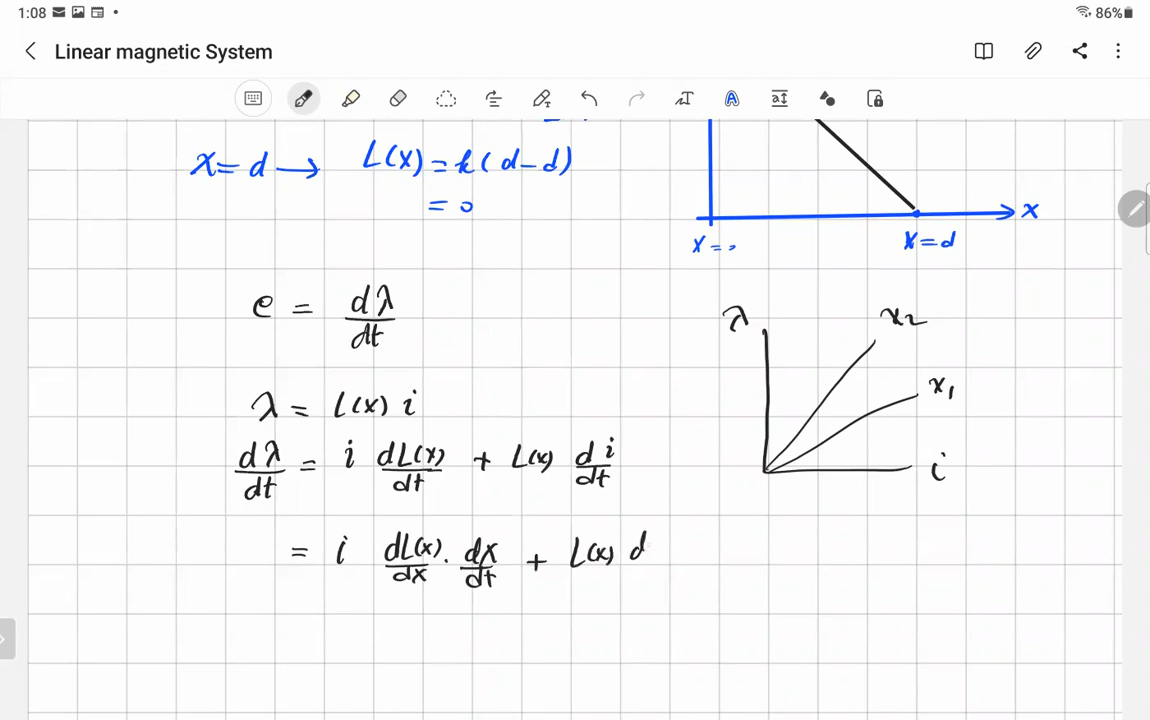 1:08 86%
Linear magnetic System
x = d → L(x) = k(d-d)
= 0
x
x = d
e = dλ/dt
λ
x2
x1
i
λ = L(x) i
dλ/dt = i dL(x)/dt + L(x) di/dt
= i dL(x)/dx · dx/dt + L(x) d